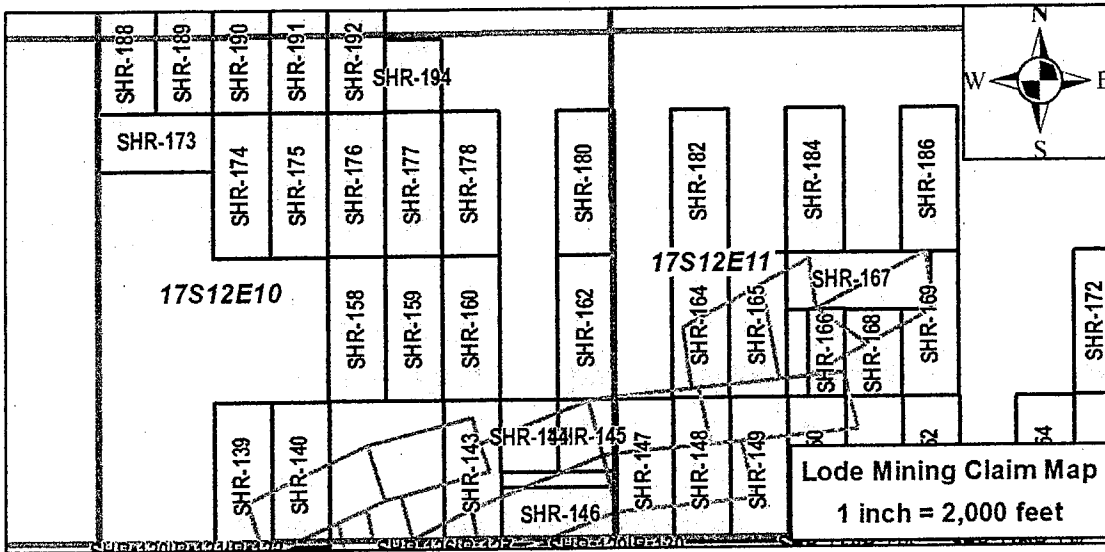 SHR-188
SHR-189
SHR-190
SHR-191
SHR-192
SHR-194
N
W
E
S
SHR-173
SHR-174
SHR-175
SHR-176
SHR-177
SHR-178
SHR-180
SHR-182
SHR-184
SHR-186
17S12E10
17S12E11
SHR-158
SHR-159
SHR-160
SHR-162
SHR-164
SHR-165
SHR-167
SHR-166
SHR-168
SHR-169
SHR-172
SHR-139
SHR-140
SHR-143
SHR-144
SHR-145
SHR-146
SHR-147
SHR-148
SHR-149
Lode Mining Claim Map
1 inch = 2,000 feet